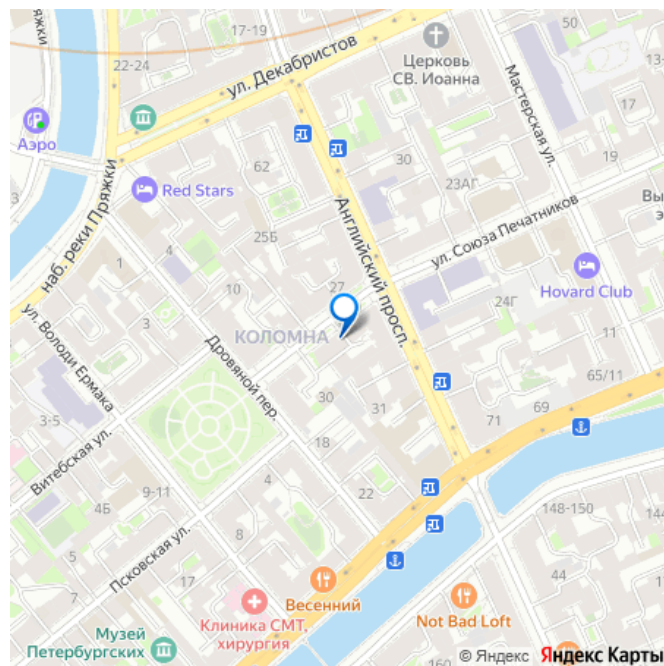 17-19
50
22-24
ул. Декабристов
Церковь
СВ. Иоанна
Мастерская ул.
17
Аэро
наб. реки Пряжки
62
30
19
23АГ
Red Stars
Английский просп.
ул. Союза Печатников
Вы
э
25Б
4
1
10
27
Hovard Club
24Г
КОЛОМНА
11
ул. Володи Ермака
Дровяной пер.
65/11
3-5
30
31
69
71
Витебская ул.
18
9-11
4
22
4Б
148-150
8
Псковская ул.
17
44
Весенний
Клиника СМТ,
хирургия
Not Bad Loft
Музей
Петербургских
160
© Яндекс Яндекс Карты